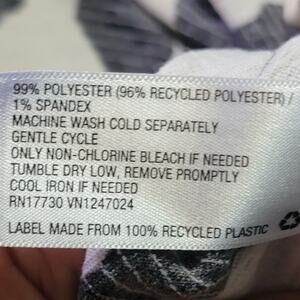 99% POLYESTER (96% RECYCLED POLYESTER) /
1% SPANDEX
MACHINE WASH COLD SEPARATELY
GENTLE CYCLE
ONLY NON-CHLORINE BLEACH IF NEEDED
TUMBLE DRY LOW, REMOVE PROMPTLY
COOL IRON IF NEEDED
RN17730 VN1247024
LABEL MADE FROM 100% RECYCLED PLASTIC